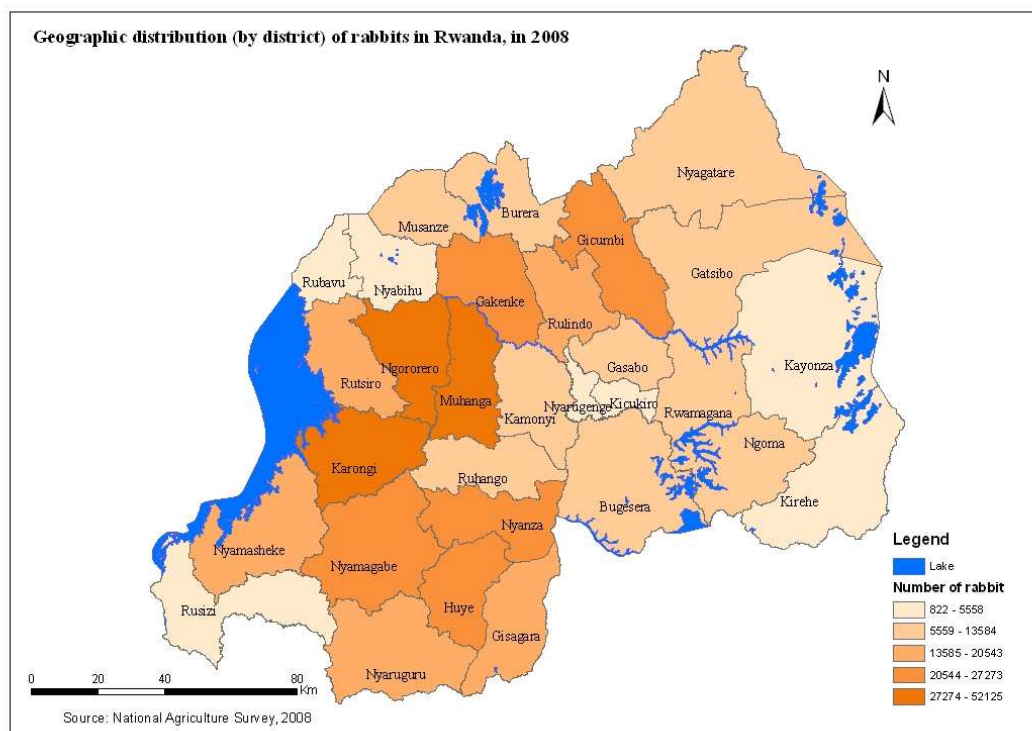 Geographic distribution (by district) of rabbits in Rwanda, in 2008
N
Nyagatare
Musanze
Burera
Gicumbi
Gatsibo
Rubavu
Nyabihu
Gakenke
Rulindo
Kayonza
Rutsiro
Ngororero
Muhanga
Gasabo
Kamonyi
Nyarugenge
Kicukiro
Rwamagana
Ngoma
Karongi
Ruhango
Bugesera
Kirehe
Nyamasheke
Nyamagabe
Nyanza
Rusizi
Huye
Gisagara
Nyaruguru
Legend
Lake
Number of rabbit
822 - 5558
5559 - 13584
13585 - 20543
20544 - 27273
27274 - 52125
0 20 40 80
Km
Source: National Agriculture Survey, 2008